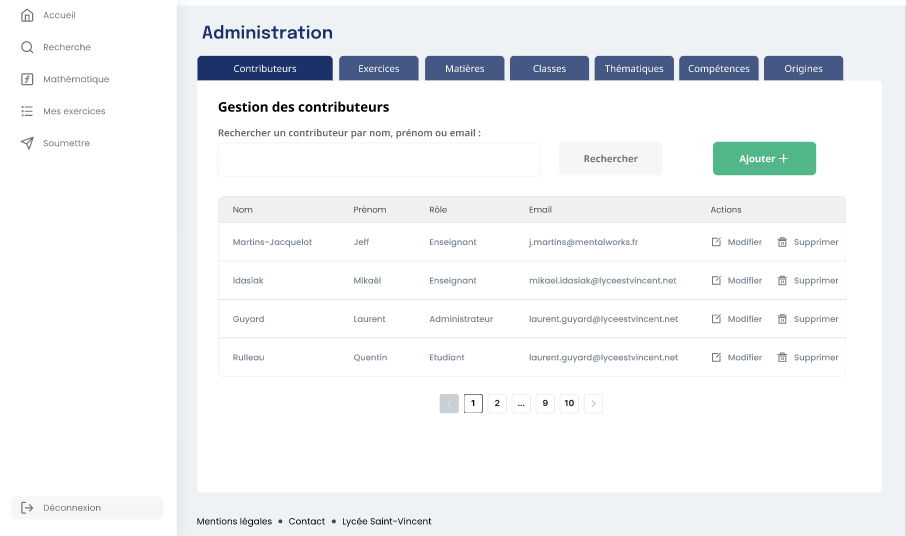 Accueil
Recherche
Mathématique
Mes exercices
Soumettre
Déconnexion
Administration
Contributeurs Exercices Matières Classes Thématiques Compétences Origines
Gestion des contributeurs
Rechercher un contributeur par nom, prénom ou email :
Rechercher Ajouter +
Nom Prénom Rôle Email Actions
Martins-Jacquelot Jeff Enseignant j.martins@mentalworks.fr Modifier Supprimer
Idasiak Mikaël Enseignant mikael.idasiak@lyceestvincent.net Modifier Supprimer
Guyard Laurent Administrateur laurent.guyard@lyceestvincent.net Modifier Supprimer
Rulleau Quentin Etudiant laurent.guyard@lyceestvincent.net Modifier Supprimer
< 1 2 ... 9 10 >
Mentions légales • Contact • Lycée Saint-Vincent